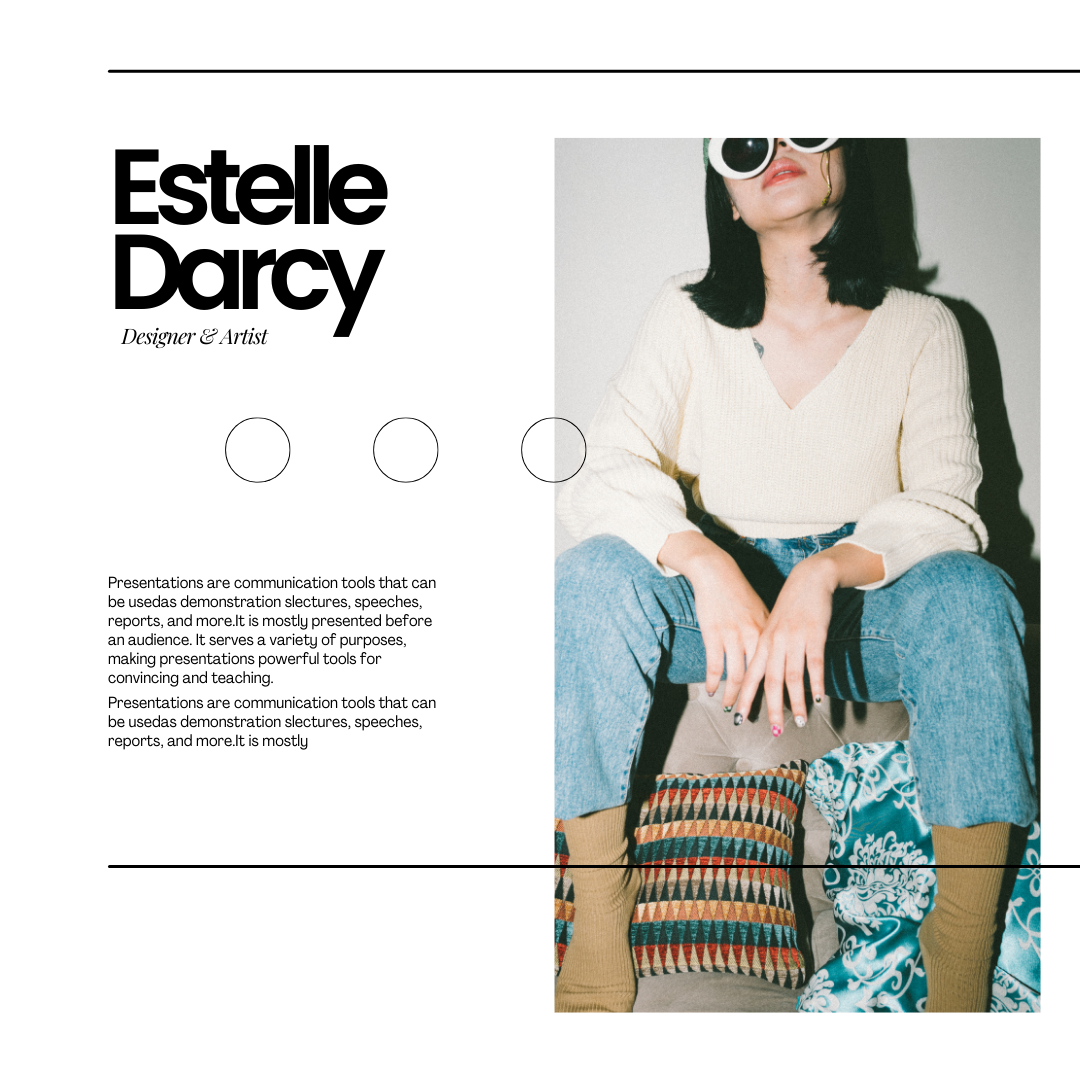 Estelle
Darcy
Designer & Artist
Presentations are communication tools that can
be usedas demonstration slectures, speeches,
reports, and more.It is mostly presented before
an audience. It serves a variety of purposes,
making presentations powerful tools for
convincing and teaching.
Presentations are communication tools that can
be usedas demonstration slectures, speeches,
reports, and more.It is mostly